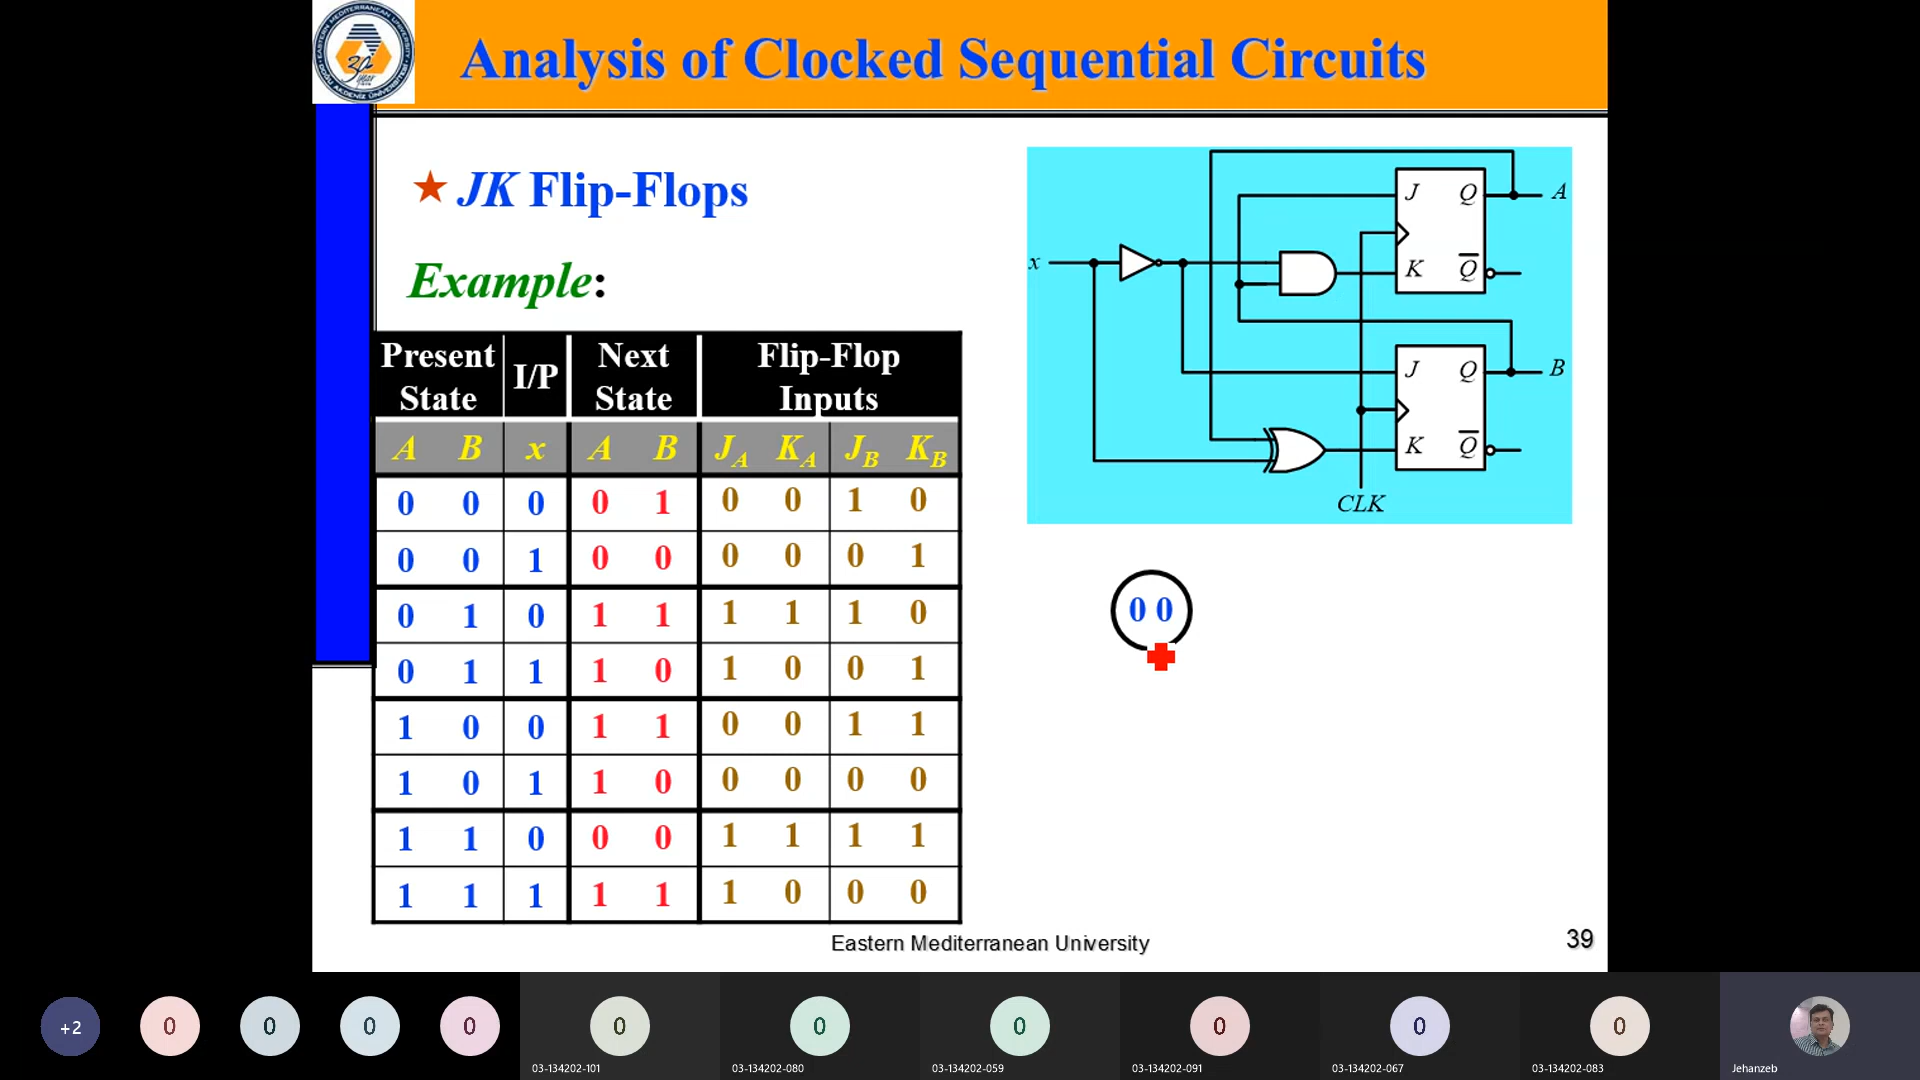 Analysis of Clocked Sequential Circuits
★ JK Flip-Flops
Example:
Present State I/P Next State Flip-Flop Inputs
A B x A B JA KA JB KB
0 0 0 0 1 0 0 1 0
0 0 1 0 0 0 0 0 1
0 1 0 1 1 1 1 1 0
0 1 1 1 0 1 0 0 1
1 0 0 1 1 0 0 1 1
1 0 1 1 0 0 0 0 0
1 1 0 0 0 1 1 1 1
1 1 1 1 1 1 0 0 0
J Q A
x
K Q
J Q B
K Q
CLK
0 0
Eastern Mediterranean University
39
+2 0 0 0 0 0 0 0 0 0 0
03-134202-101 03-134202-080 03-134202-059 03-134202-091 03-134202-067 03-134202-083 Jehanzeb